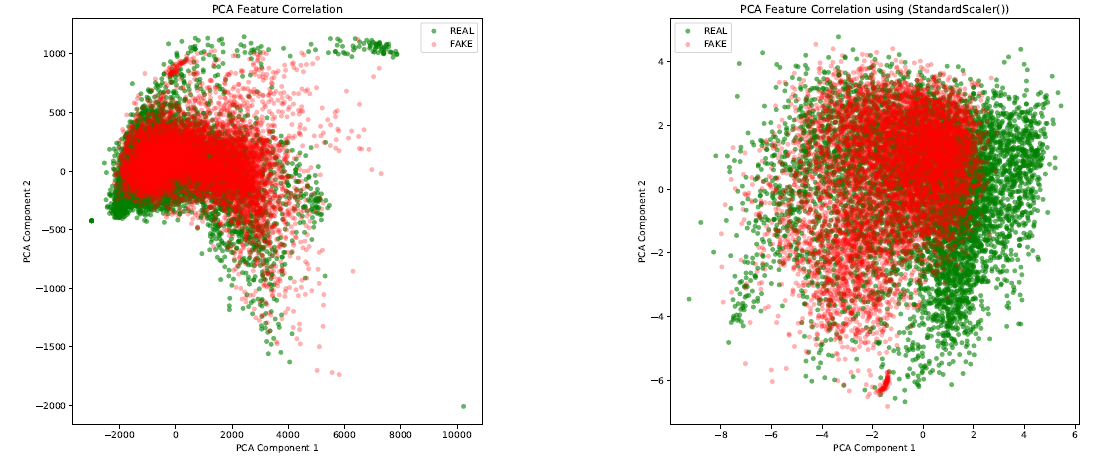 PCA Feature Correlation
REAL
FAKE
1000
500
0
−500
−1000
−1500
−2000
PCA Component 2
−2000 0 2000 4000 6000 8000 10000
PCA Component 1
PCA Feature Correlation using (StandardScaler())
REAL
FAKE
4
2
0
−2
−4
−6
PCA Component 2
−8 −6 −4 −2 0 2 4 6
PCA Component 1